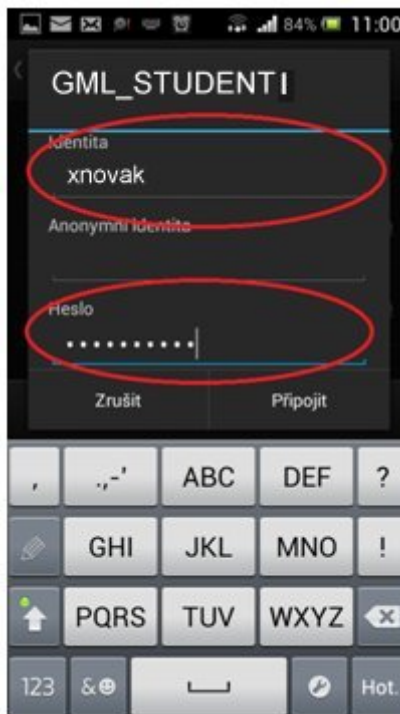 84% 11:00
GML_STUDENT1
Identita
xnovak
Anonymní identita
Heslo
••••••••••
Zrušit Připojit
, .,-' ABC DEF ?
GHI JKL MNO !
PQRS TUV WXYZ
123 &☻ Hot.